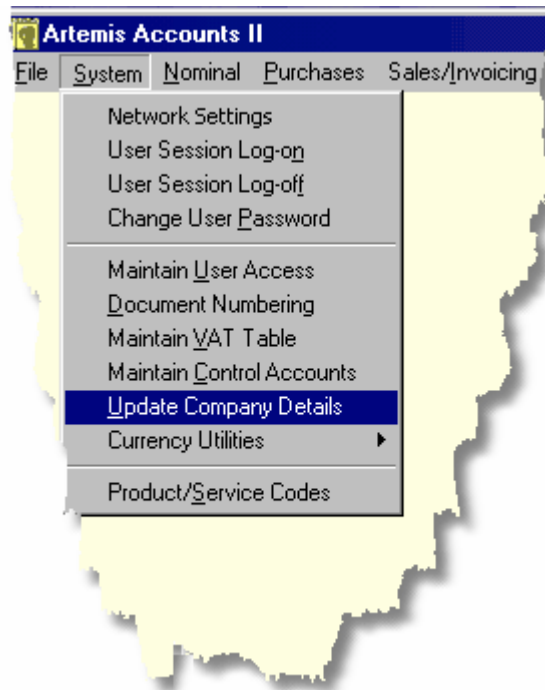 Artemis Accounts II
File System Nominal Purchases Sales/Invoicing
Network Settings
User Session Log-on
User Session Log-off
Change User Password
Maintain User Access
Document Numbering
Maintain VAT Table
Maintain Control Accounts
Update Company Details
Currency Utilities
Product/Service Codes